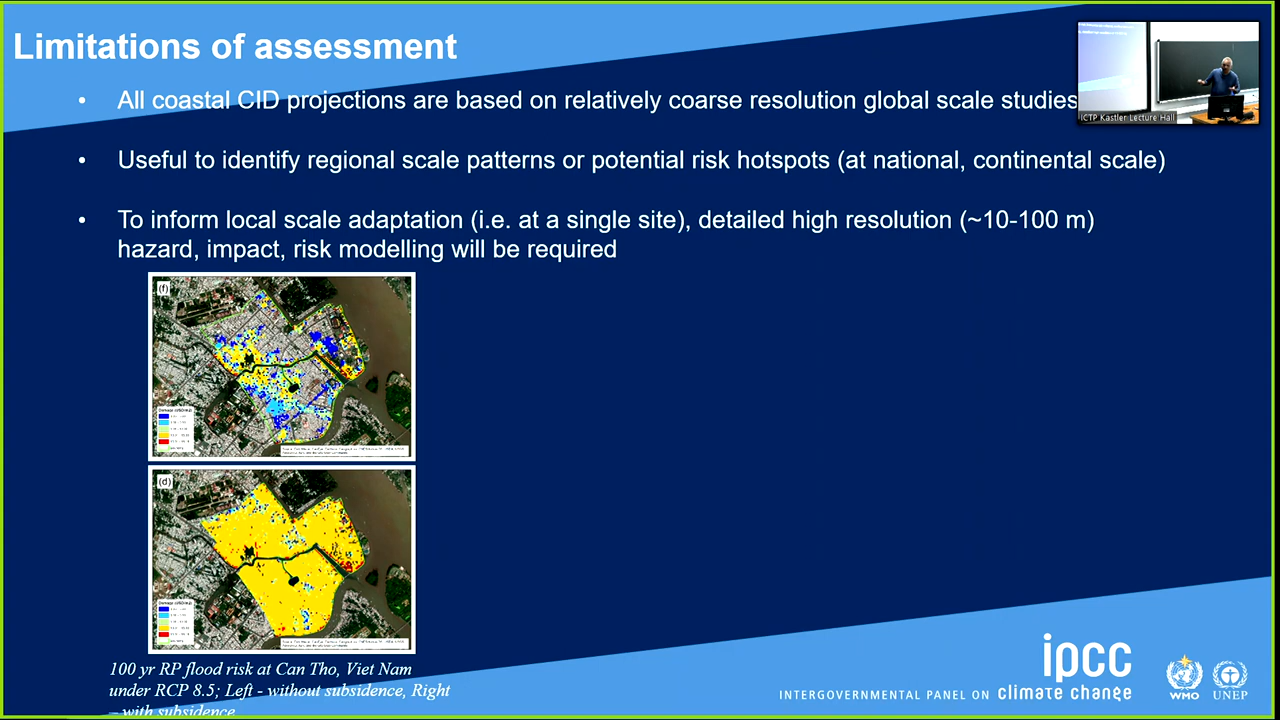 Limitations of assessment
• All coastal CID projections are based on relatively coarse resolution global scale studies
ICTP Kastler Lecture Hall
• Useful to identify regional scale patterns or potential risk hotspots (at national, continental scale)
• To inform local scale adaptation (i.e. at a single site), detailed high resolution (~10-100 m)
hazard, impact, risk modelling will be required
(f)
(d)
100 yr RP flood risk at Can Tho, Viet Nam
under RCP 8.5; Left - without subsidence, Right
– with subsidence
ipcc
INTERGOVERNMENTAL PANEL ON climate change
WMO
UNEP